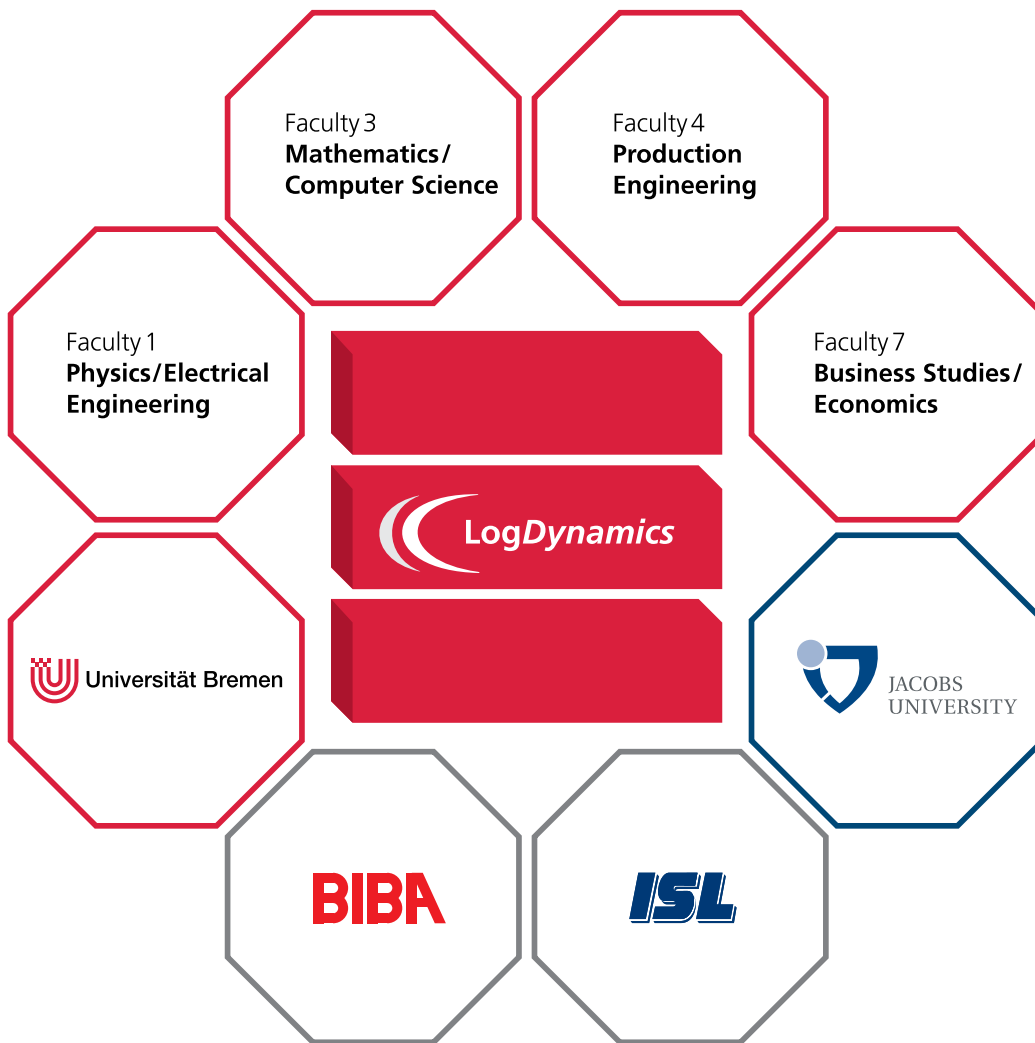 Faculty 3
Mathematics/
Computer Science
Faculty 4
Production
Engineering
Faculty 1
Physics/Electrical
Engineering
Faculty 7
Business Studies/
Economics
LogDynamics
Universität Bremen
JACOBS
UNIVERSITY
BIBA
ISL